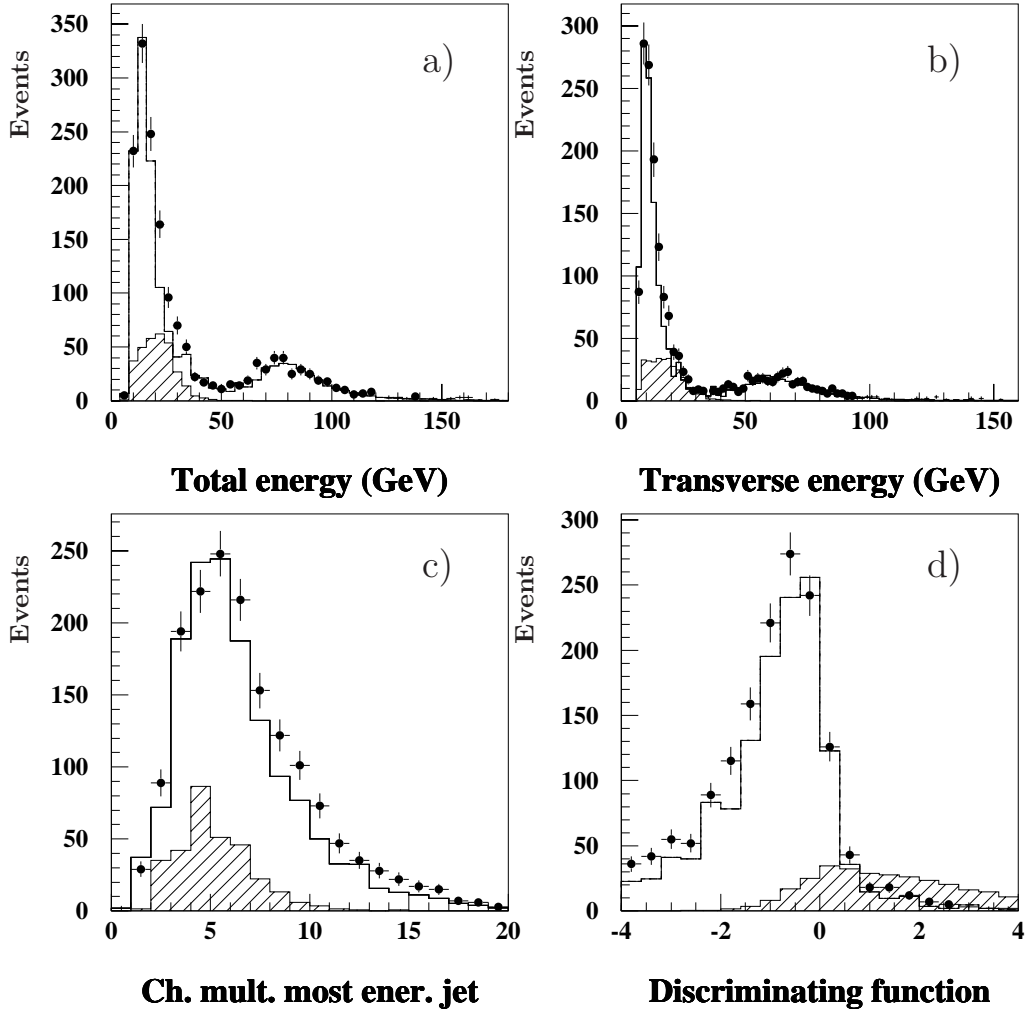 a)
Events
350
300
250
200
150
100
50
0
0 50 100 150
Total energy (GeV)
b)
Events
300
250
200
150
100
50
0
0 50 100 150
Transverse energy (GeV)
c)
Events
250
200
150
100
50
0
0 5 10 15 20
Ch. mult. most ener. jet
d)
Events
300
250
200
150
100
50
0
-4 -2 0 2 4
Discriminating function